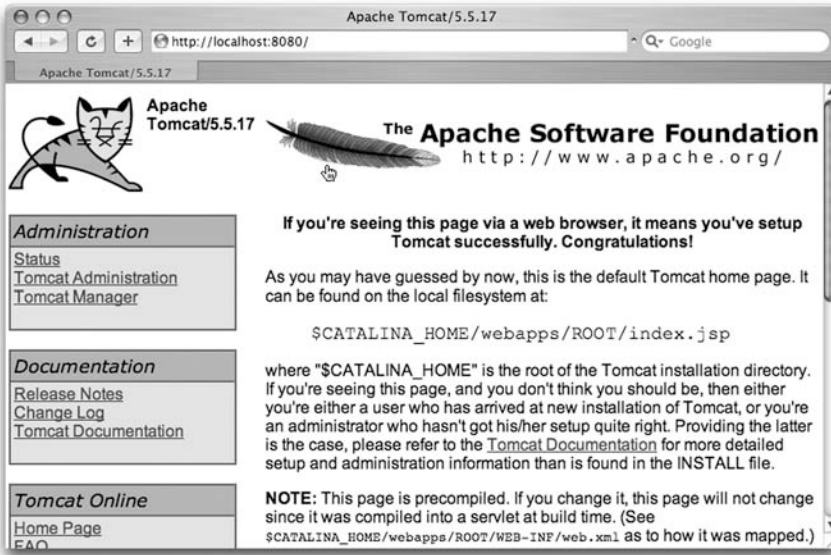 Apache Tomcat/5.5.17
http://localhost:8080/
Google
Apache Tomcat/5.5.17
Apache
Tomcat/5.5.17
The Apache Software Foundation
http://www.apache.org/
Administration
Status
Tomcat Administration
Tomcat Manager
Documentation
Release Notes
Change Log
Tomcat Documentation
Tomcat Online
Home Page
FAQ
If you're seeing this page via a web browser, it means you've setup
Tomcat successfully. Congratulations!
As you may have guessed by now, this is the default Tomcat home page. It
can be found on the local filesystem at:
$CATALINA_HOME/webapps/ROOT/index.jsp
where "$CATALINA_HOME" is the root of the Tomcat installation directory.
If you're seeing this page, and you don't think you should be, then either
you're either a user who has arrived at new installation of Tomcat, or you're
an administrator who hasn't got his/her setup quite right. Providing the latter
is the case, please refer to the Tomcat Documentation for more detailed
setup and administration information than is found in the INSTALL file.
NOTE: This page is precompiled. If you change it, this page will not change
since it was compiled into a servlet at build time. (See
$CATALINA_HOME/webapps/ROOT/WEB-INF/web.xml as to how it was mapped.)